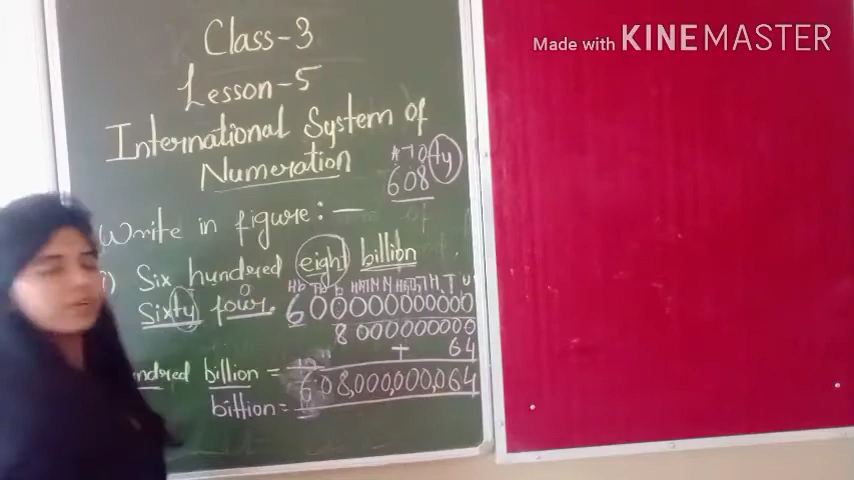 Made with KINEMASTER
Class-3
Lesson-5
International System of
Numeration
H T O
608
ty
Write in figure: —
i) Six hundred eight billion
Sixty four.
600000000000
8000000000
+ 64
608,000,000,064
hundred billion =
billion =